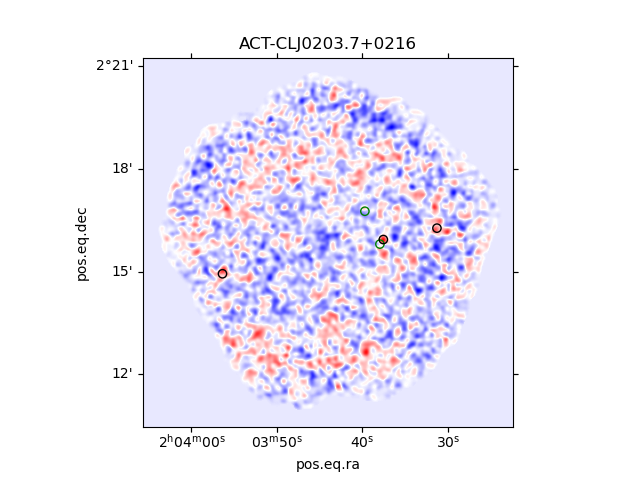 ACT-CLJ0203.7+0216
2°21'
18'
15'
12'
pos.eq.dec
2ʰ04ᵐ00ˢ 03ᵐ50ˢ 40ˢ 30ˢ
pos.eq.ra